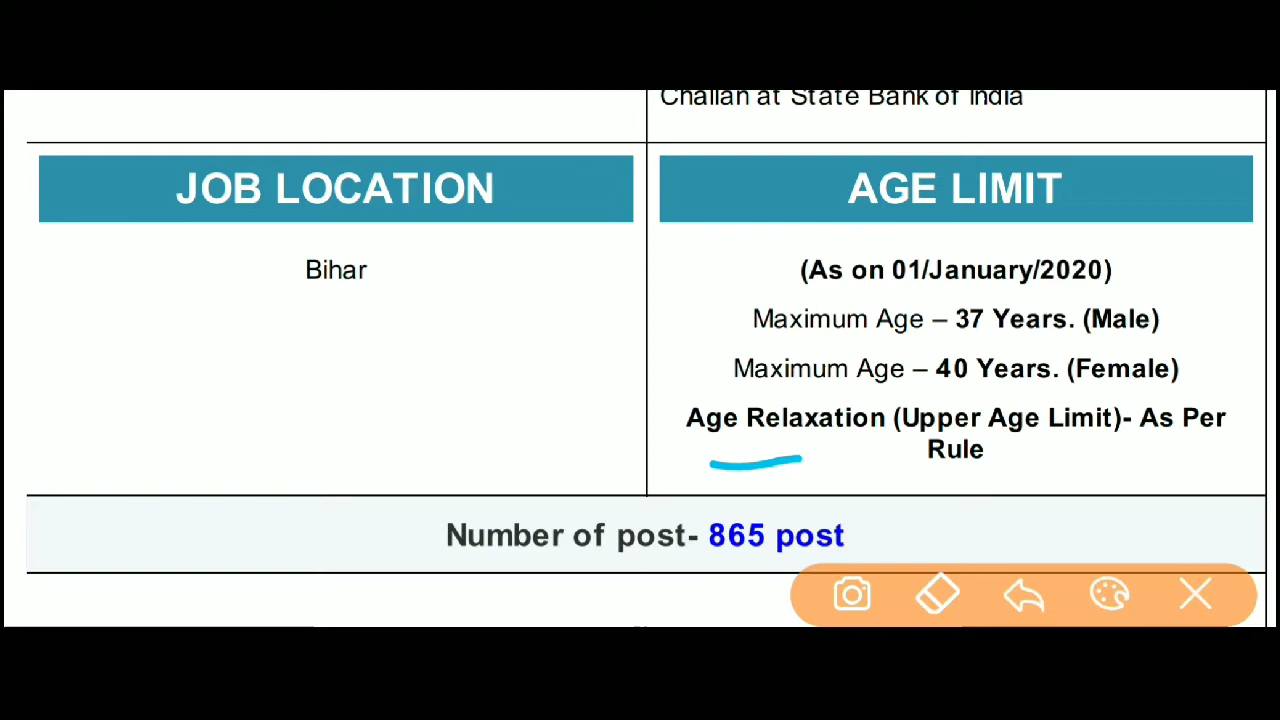 Challan at State Bank of India
JOB LOCATION
Bihar
AGE LIMIT
(As on 01/January/2020)
Maximum Age – 37 Years. (Male)
Maximum Age – 40 Years. (Female)
Age Relaxation (Upper Age Limit)- As Per
Rule
Number of post- 865 post